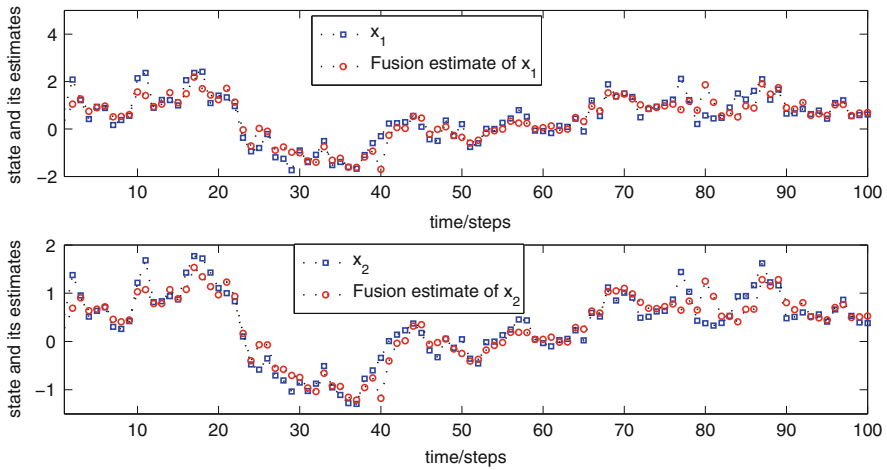 state and its estimates
4
2
0
−2
x₁
Fusion estimate of x₁
10 20 30 40 50 60 70 80 90 100
time/steps
state and its estimates
2
1
0
−1
x₂
Fusion estimate of x₂
10 20 30 40 50 60 70 80 90 100
time/steps